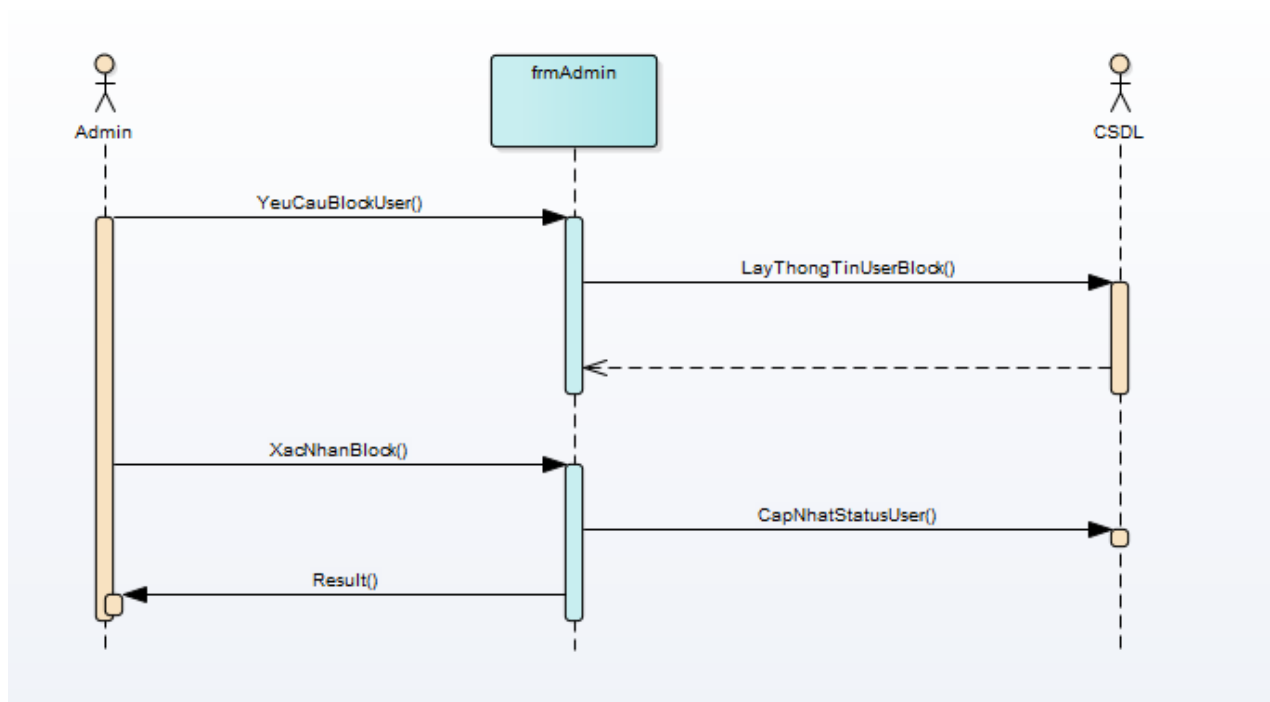 frmAdmin
Admin
CSDL
YeuCauBlockUser()
LayThongTinUserBlock()
XacNhanBlock()
CapNhatStatusUser()
Result()